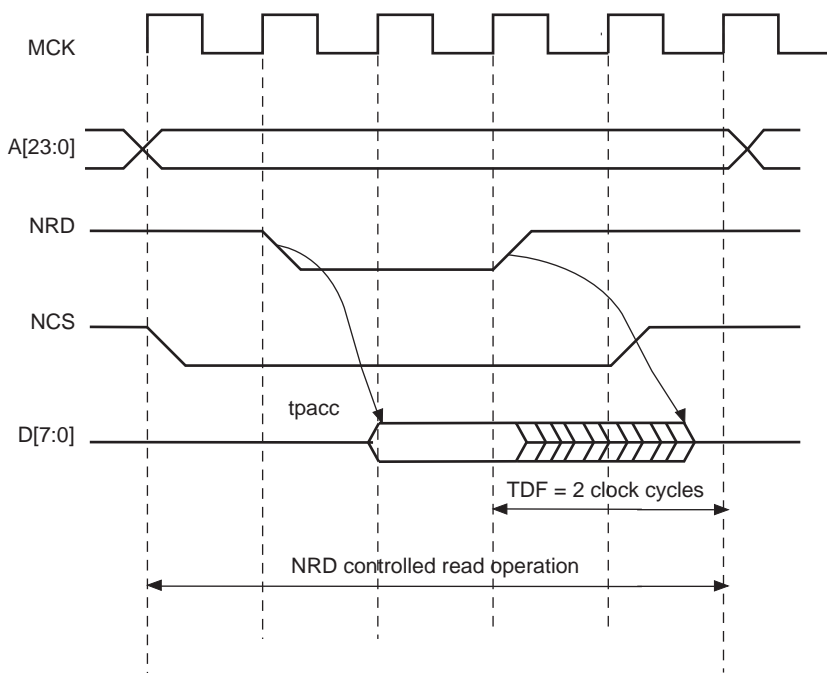 MCK
A[23:0]
NRD
NCS
tpacc
D[7:0]
TDF = 2 clock cycles
NRD controlled read operation